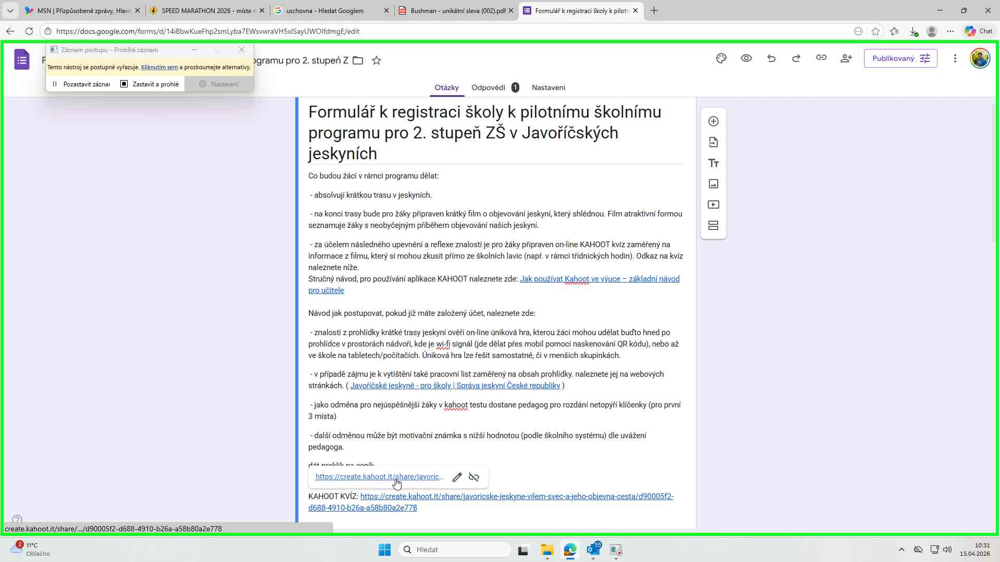 MSN | Přizpůsobené zprávy, Hlavn
SPEED MARATHON 2026 - místa n
uschovna - Hledat Googlem
Bushman - unikátní sleva (002).pdf
Formulář k registraci školy k pilotn
https://docs.google.com/forms/d/14iBbwKueFhp2smLyba7EWsvwraVH5xISayUWOIfdmgE/edit
Chat
Záznam postupu – Probíhá záznam
Tento nástroj se postupně vyřazuje. Kliknutím sem a prozkoumejte alternativy.
Pozastavit záznar
Zastavit a prohlé
Nastavení
ogramu pro 2. stupeň Z
Publikovaný
Otázky
Odpovědi 1
Nastavení
Formulář k registraci školy k pilotnímu školnímu
programu pro 2. stupeň ZŠ v Javoříčských
jeskyních
Co budou žáci v rámci programu dělat:
- absolvují krátkou trasu v jeskyních.
- na konci trasy bude pro žáky připraven krátký film o objevování jeskyní, který shlédnou. Film atraktivní formou
seznamuje žáky s neobyčejným příběhem objevování našich jeskyní.
- za účelem následného upevnění a reflexe znalostí je pro žáky připraven on-line KAHOOT kvíz zaměřený na
informace z filmu, který si mohou zkusit přímo ze školních lavic (např. v rámci třídnických hodin). Odkaz na kvíz
naleznete níže.
Stručný návod, pro používání aplikace KAHOOT naleznete zde: Jak používat Kahoot ve výuce – základní návod
pro učitele
Návod jak postupovat, pokud již máte založený účet, naleznete zde:
- znalosti z prohlídky krátké trasy jeskyní ověří on-line úniková hra, kterou žáci mohou udělat buďto hned po
prohlídce v prostorách nádvoří, kde je wi-fi signál (jde dělat přes mobil pomocí naskenování QR kódu), nebo až
ve škole na tabletech/počítačích. Úniková hra lze řešit samostatně, či v menších skupinkách.
- v případě zájmu je k vytištění také pracovní list zaměřený na obsah prohlídky. naleznete jej na webových
stránkách. ( Javoříčské jeskyně - pro školy | Správa jeskyní České republiky )
- jako odměna pro nejúspěšnější žáky v kahoot testu dostane pedagog pro rozdání netopýří klíčenky (pro první
3 místa)
- další odměnou může být motivační známka s nižší hodnotou (podle školního systému) dle uvážení
pedagoga.
dát proklik na ceník
https://create.kahoot.it/share/javoric...
KAHOOT KVÍZ: https://create.kahoot.it/share/javoricske-jeskyne-vilem-svec-a-jeho-objevna-cesta/d90005f2-
d688-4910-b26a-a58b80a2e778
create.kahoot.it/share/.../d90005f2-d688-4910-b26a-a58b80a2e778
2
11°C
Oblačno
Hledat
10:31
15.04.2026